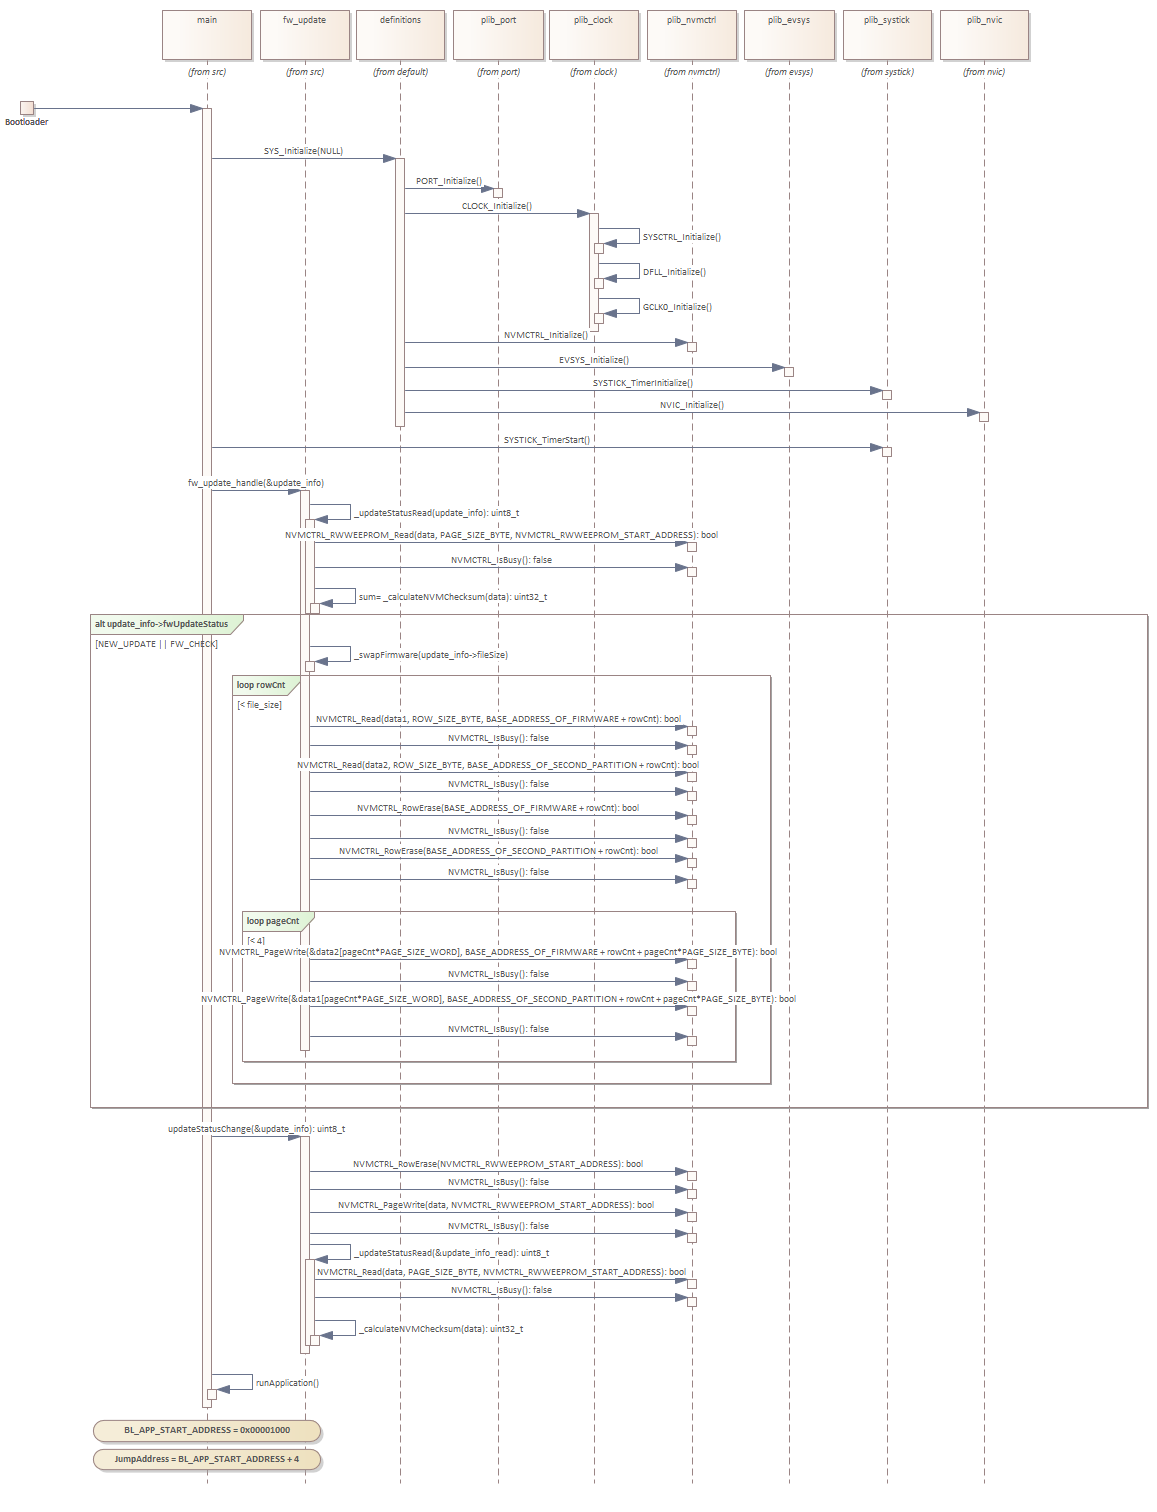 main fw_update definitions plib_port plib_clock plib_nvmctrl plib_evsys plib_systick plib_nvic
(from src) (from src) (from default) (from port) (from clock) (from nvmctrl) (from evsys) (from systick) (from nvic)
Bootloader
SYS_Initialize(NULL)
PORT_Initialize()
CLOCK_Initialize()
SYSCTRL_Initialize()
DFLL_Initialize()
GCLK0_Initialize()
NVMCTRL_Initialize()
EVSYS_Initialize()
SYSTICK_TimerInitialize()
NVIC_Initialize()
SYSTICK_TimerStart()
fw_update_handle(&update_info)
_updateStatusRead(update_info): uint8_t
NVMCTRL_RWWEEPROM_Read(data, PAGE_SIZE_BYTE, NVMCTRL_RWWEEPROM_START_ADDRESS): bool
NVMCTRL_IsBusy(): false
sum= _calculateNVMChecksum(data): uint32_t
alt update_info->fwUpdateStatus
[NEW_UPDATE || FW_CHECK]
_swapFirmware(update_info->fileSize)
loop rowCnt
[< file_size]
NVMCTRL_Read(data1, ROW_SIZE_BYTE, BASE_ADDRESS_OF_FIRMWARE + rowCnt): bool
NVMCTRL_IsBusy(): false
NVMCTRL_Read(data2, ROW_SIZE_BYTE, BASE_ADDRESS_OF_SECOND_PARTITION + rowCnt): bool
NVMCTRL_IsBusy(): false
NVMCTRL_RowErase(BASE_ADDRESS_OF_FIRMWARE + rowCnt): bool
NVMCTRL_IsBusy(): false
NVMCTRL_RowErase(BASE_ADDRESS_OF_SECOND_PARTITION + rowCnt): bool
NVMCTRL_IsBusy(): false
loop pageCnt
[< 4]
NVMCTRL_PageWrite(&data2[pageCnt*PAGE_SIZE_WORD], BASE_ADDRESS_OF_FIRMWARE + rowCnt + pageCnt*PAGE_SIZE_BYTE): bool
NVMCTRL_IsBusy(): false
NVMCTRL_PageWrite(&data1[pageCnt*PAGE_SIZE_WORD], BASE_ADDRESS_OF_SECOND_PARTITION + rowCnt + pageCnt*PAGE_SIZE_BYTE): bool
NVMCTRL_IsBusy(): false
updateStatusChange(&update_info): uint8_t
NVMCTRL_RowErase(NVMCTRL_RWWEEPROM_START_ADDRESS): bool
NVMCTRL_IsBusy(): false
NVMCTRL_PageWrite(data, NVMCTRL_RWWEEPROM_START_ADDRESS): bool
NVMCTRL_IsBusy(): false
_updateStatusRead(&update_info_read): uint8_t
NVMCTRL_Read(data, PAGE_SIZE_BYTE, NVMCTRL_RWWEEPROM_START_ADDRESS): bool
NVMCTRL_IsBusy(): false
_calculateNVMChecksum(data): uint32_t
runApplication()
BL_APP_START_ADDRESS = 0x00001000
JumpAddress = BL_APP_START_ADDRESS + 4